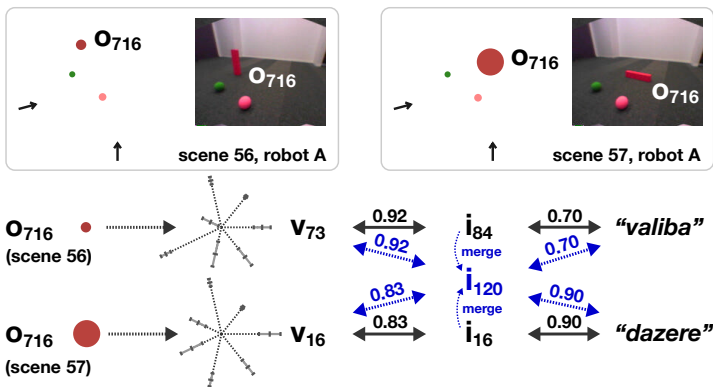 O716
O716
scene 56, robot A
O716
O716
scene 57, robot A
O716
(scene 56)
v73
0.92
i84
0.70
“valiba”
0.92
merge
0.70
i120
0.83
merge
0.90
O716
(scene 57)
v16
0.83
i16
0.90
“dazere”